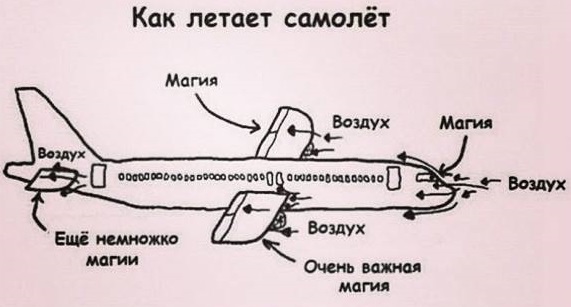 Как летает самолёт
Магия
Воздух
Магия
Воздух
Воздух
Воздух
Ещё немножко
магии
Очень важная
магия